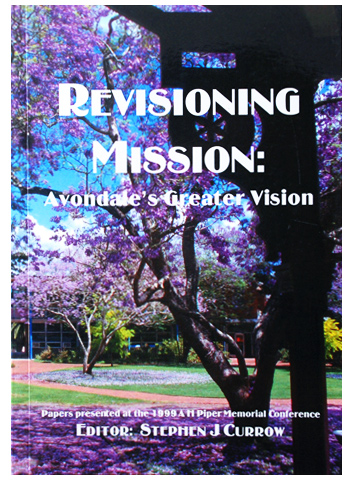 REVISIONING
MISSION:
Avondale's Greater Vision
Papers presented at the 1999 A H Piper Memorial Conference
EDITOR: STEPHEN J CURROW